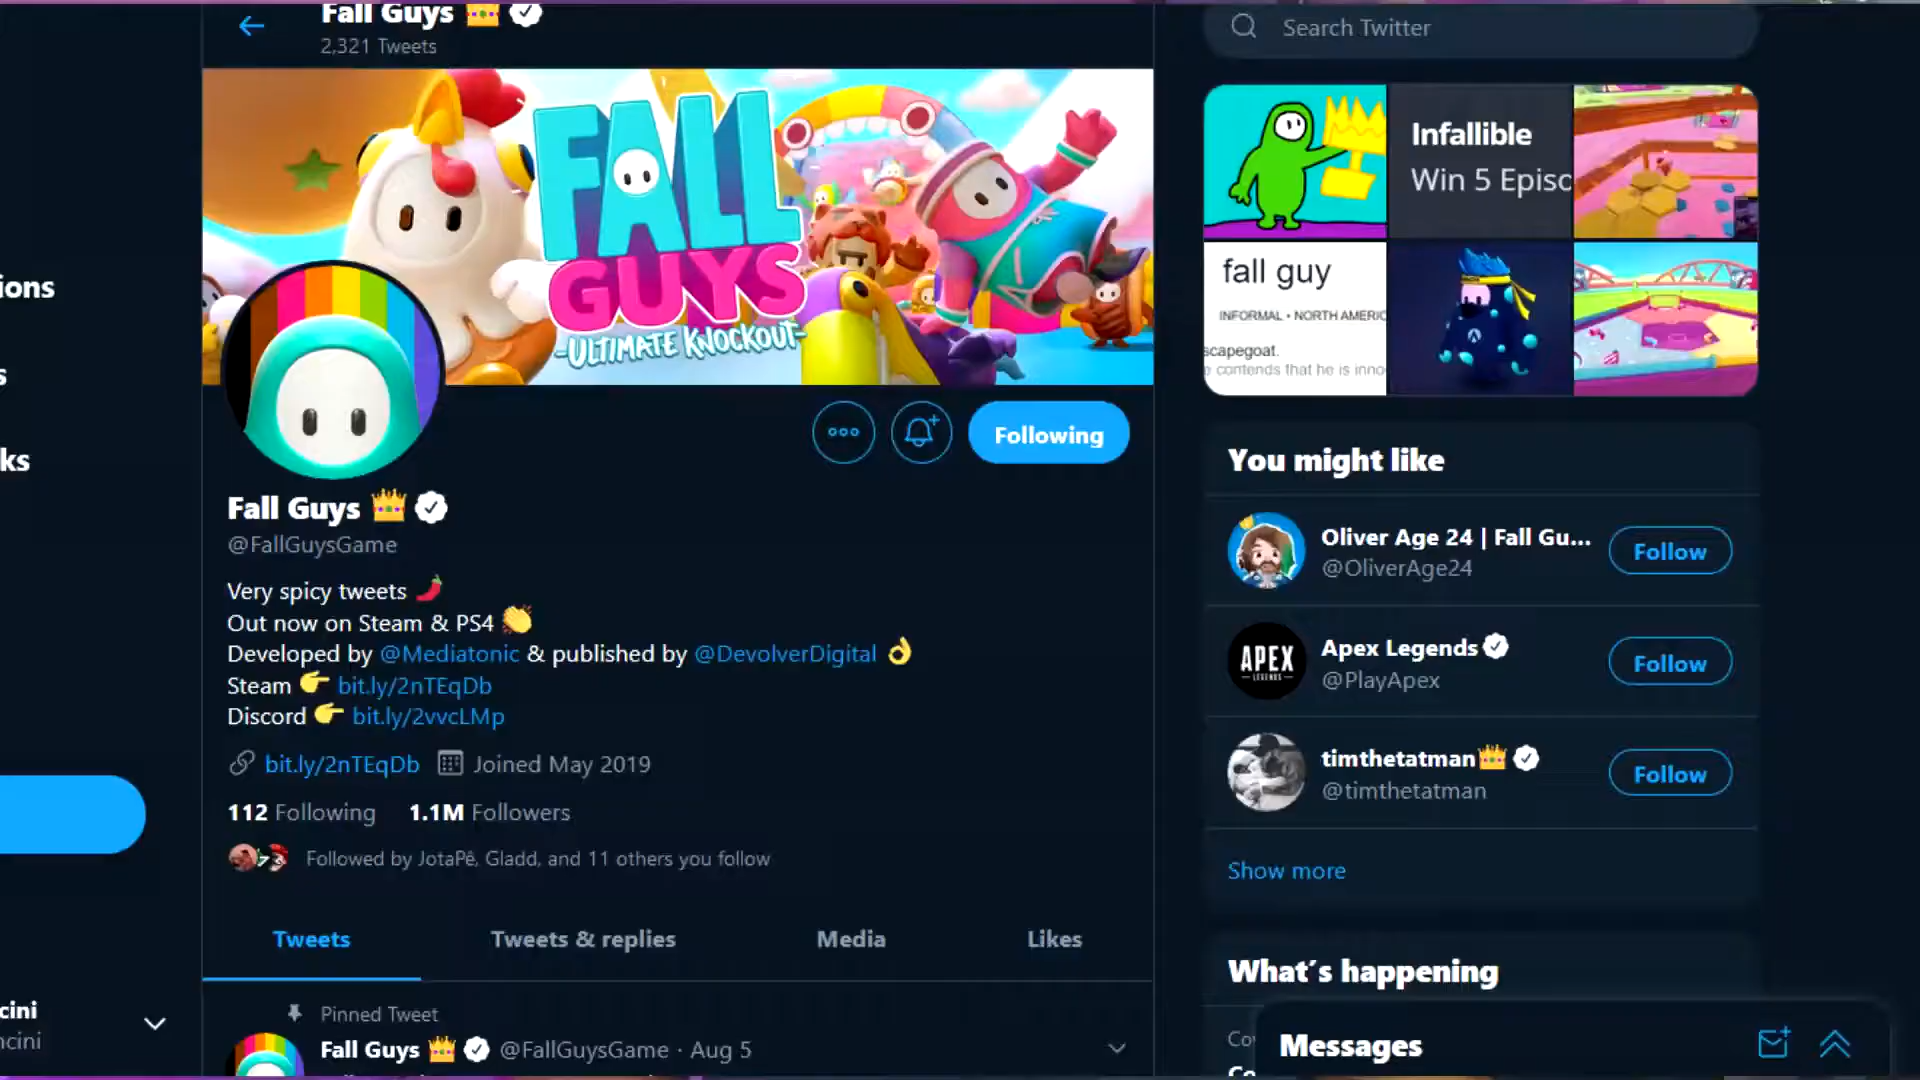 Fall Guys 👑
2,321 Tweets
Search Twitter
FALL
GUYS
-ULTIMATE KNOCKOUT-
Infallible
Win 5 Episo
fall guy
INFORMAL • NORTH AMERIC
scapegoat.
e contends that he is inno
ions
s
ks
Following
Fall Guys 👑
@FallGuysGame
Very spicy tweets 🌶️
Out now on Steam & PS4 👏
Developed by @Mediatonic & published by @DevolverDigital 👌
Steam 👉 bit.ly/2nTEqDb
Discord 👉 bit.ly/2vvcLMp
bit.ly/2nTEqDb Joined May 2019
112 Following 1.1M Followers
Followed by JotaPê, Gladd, and 11 others you follow
Tweets Tweets & replies Media Likes
Pinned Tweet
Fall Guys 👑 @FallGuysGame · Aug 5
You might like
Oliver Age 24 | Fall Gu...
@OliverAge24
Follow
APEX
LEGENDS
Apex Legends
@PlayApex
Follow
timthetatman👑
@timthetatman
Follow
Show more
What's happening
Messages
cini
ncini